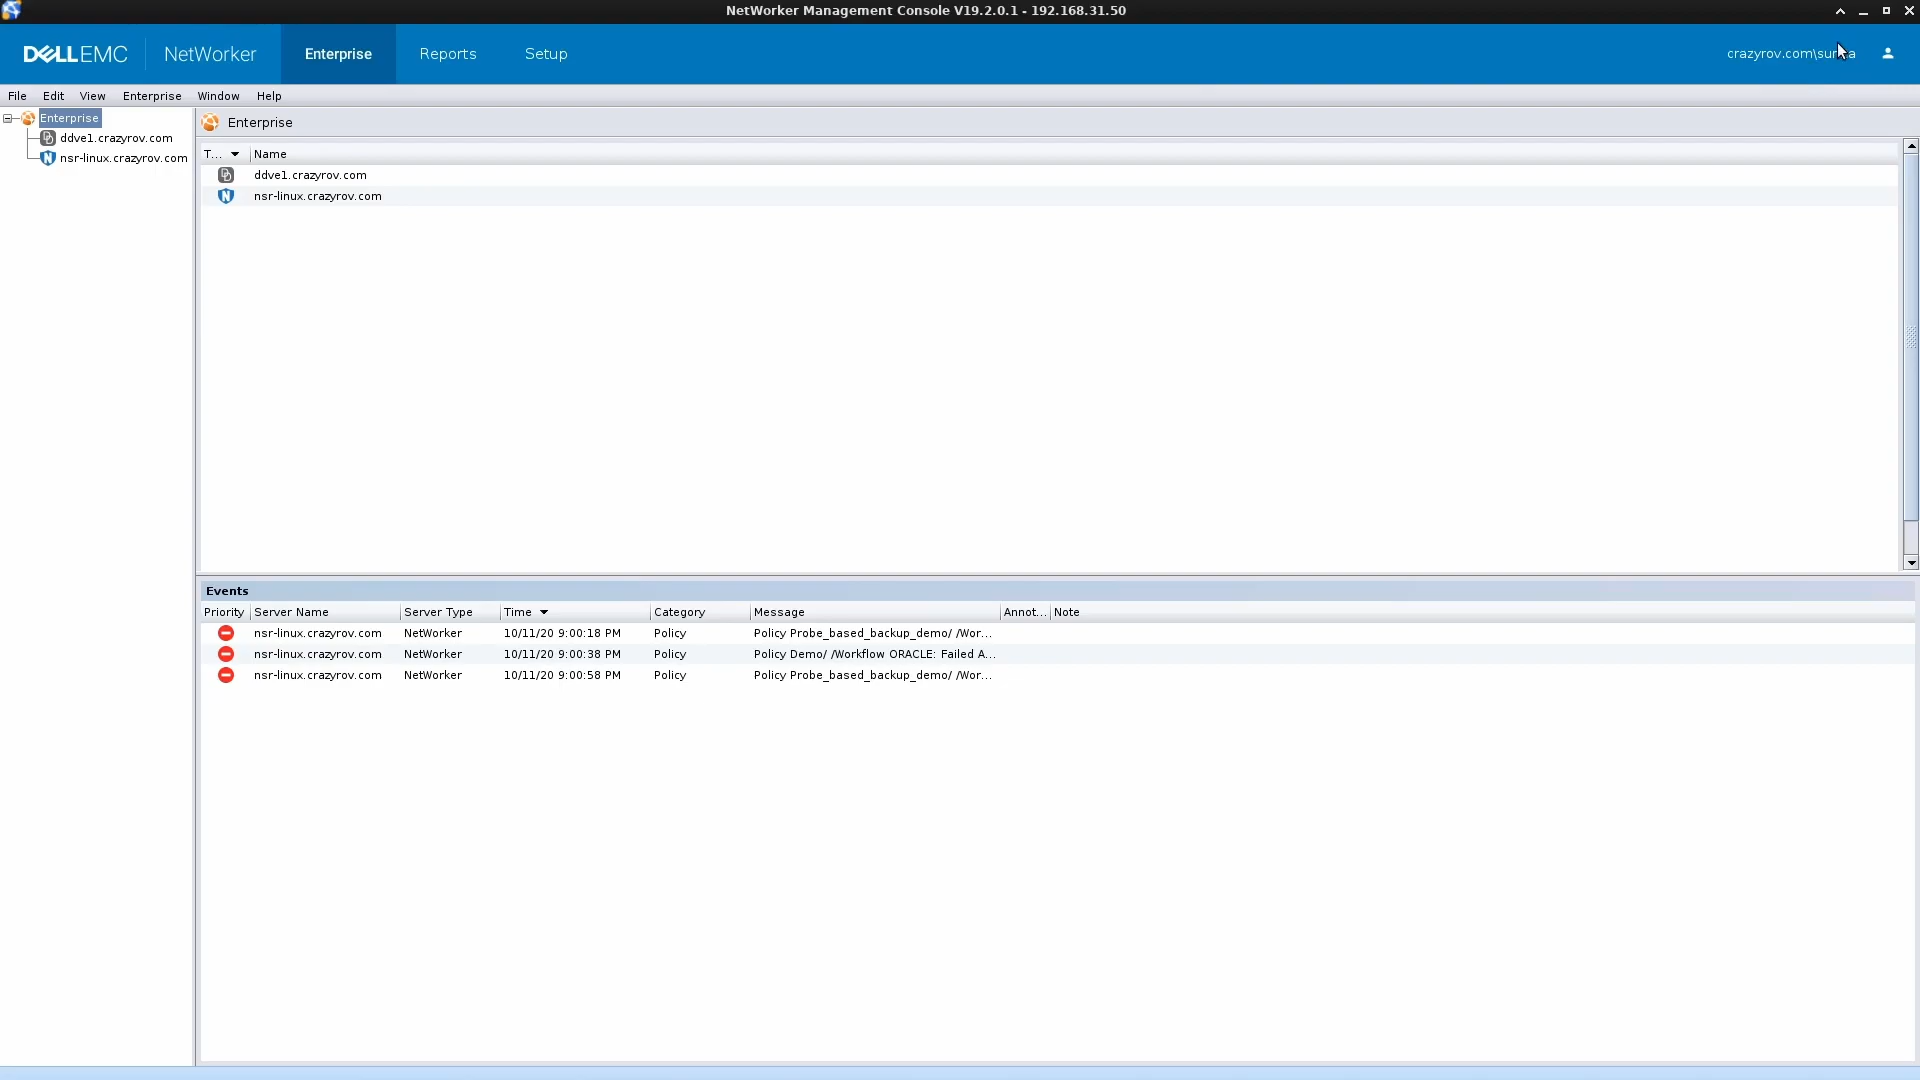 NetWorker Management Console V19.2.0.1 - 192.168.31.50
DELLEMC NetWorker Enterprise Reports Setup
File Edit View Enterprise Window Help
Enterprise
ddve1.crazyrov.com
nsr-linux.crazyrov.com
Enterprise
T... Name
ddve1.crazyrov.com
nsr-linux.crazyrov.com
Events
Priority Server Name Server Type Time Category Message Annot... Note
nsr-linux.crazyrov.com NetWorker 10/11/20 9:00:18 PM Policy Policy Probe_based_backup_demo/ /Wor...
nsr-linux.crazyrov.com NetWorker 10/11/20 9:00:38 PM Policy Policy Demo/ /Workflow ORACLE: Failed A...
nsr-linux.crazyrov.com NetWorker 10/11/20 9:00:58 PM Policy Policy Probe_based_backup_demo/ /Wor...